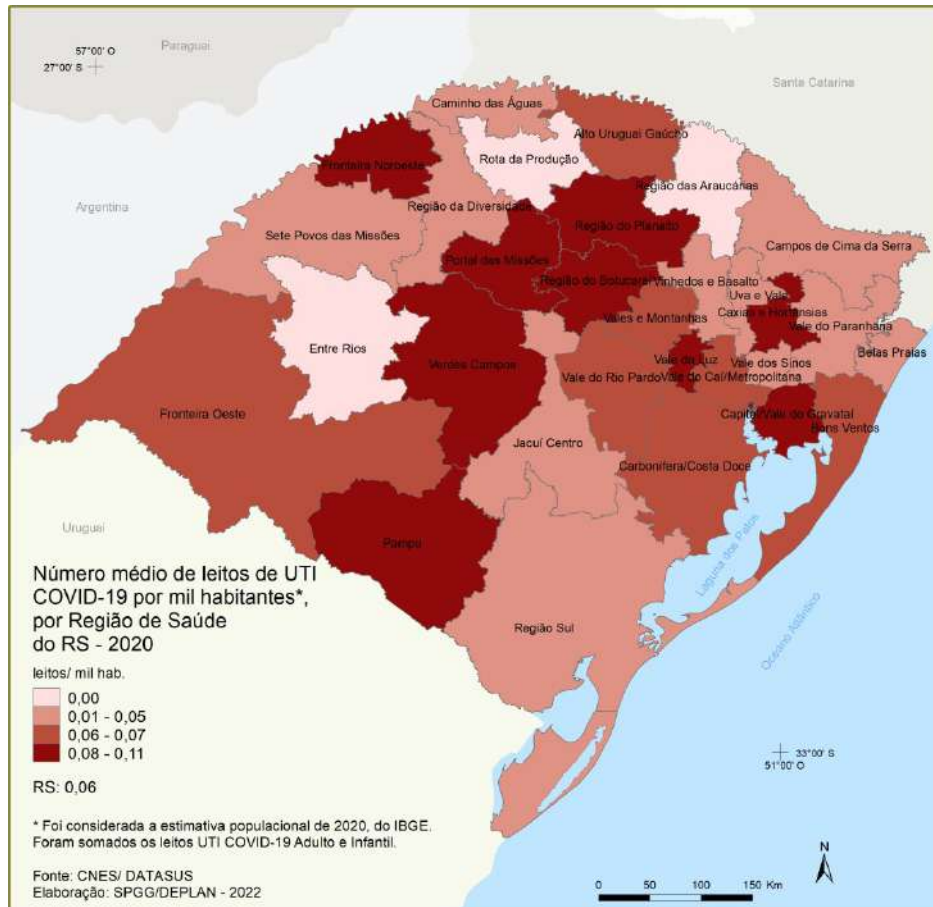 Paraguai
57°00' O
27°00' S
Santa Catarina
Caminho das Águas
Alto Uruguai Gaúcho
Rota da Produção
Fronteira Noroeste
Região das Araucárias
Argentina
Região da Diversidade
Região do Planalto
Sete Povos das Missões
Campos de Cima da Serra
Portal das Missões
Região do Botucaraí
Vinhedos e Basalto
Uva e Vale
Caxias e Hortênsias
Vales e Montanhas
Vale do Paranhana
Entre Rios
Belas Praias
Verdes Campos
Vale da Luz
Vale dos Sinos
Vale do Rio Pardo
Vale do Caí/Metropolitana
Fronteira Oeste
Capital/Vale do Gravataí
Bons Ventos
Jacuí Centro
Carbonífera/Costa Doce
Uruguai
Pampa
Laguna dos Patos
Região Sul
Oceano Atlântico
Número médio de leitos de UTI
COVID-19 por mil habitantes*,
por Região de Saúde
do RS - 2020
leitos/ mil hab.
0,00
0,01 - 0,05
0,06 - 0,07
0,08 - 0,11
33°00' S
51°00' O
RS: 0,06
* Foi considerada a estimativa populacional de 2020, do IBGE.
Foram somados os leitos UTI COVID-19 Adulto e Infantil.
Fonte: CNES/ DATASUS
Elaboração: SPGG/DEPLAN - 2022
N
0 50 100 150 Km